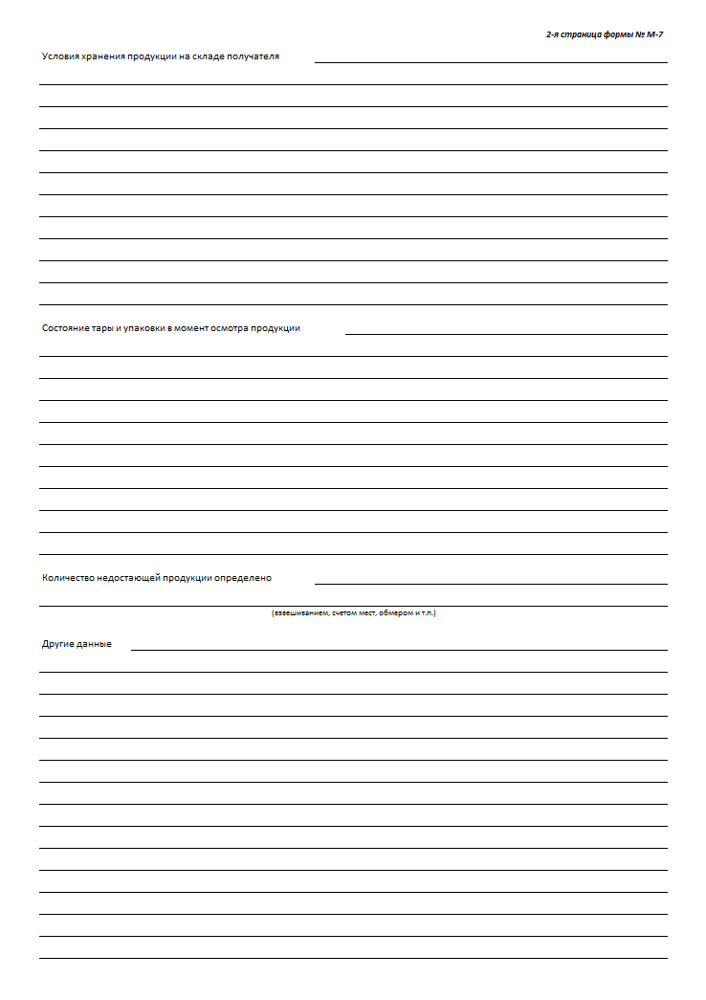 2-я страница формы № М-7
Условия хранения продукции на складе получателя
Состояние тары и упаковки в момент осмотра продукции
Количество недостающей продукции определено
(взвешиванием, счетом мест, обмером и т.п.)
Другие данные